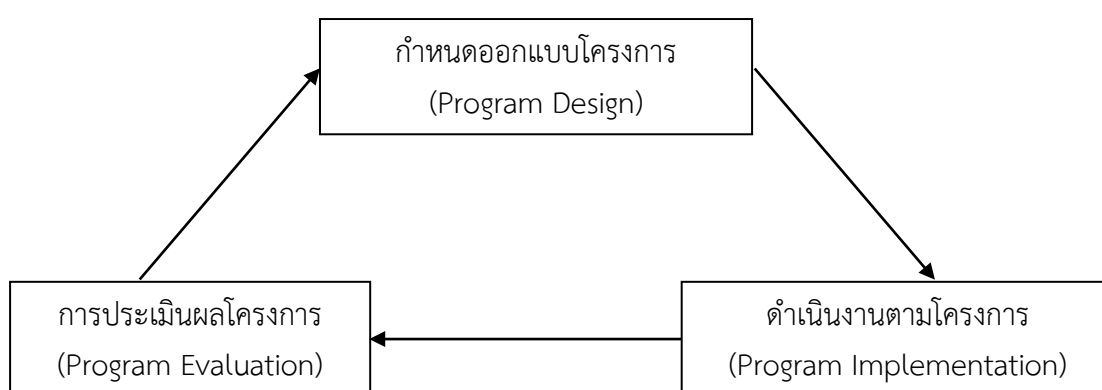 กำหนดออกแบบโครงการ
(Program Design)
การประเมินผลโครงการ
(Program Evaluation)
ดำเนินงานตามโครงการ
(Program Implementation)